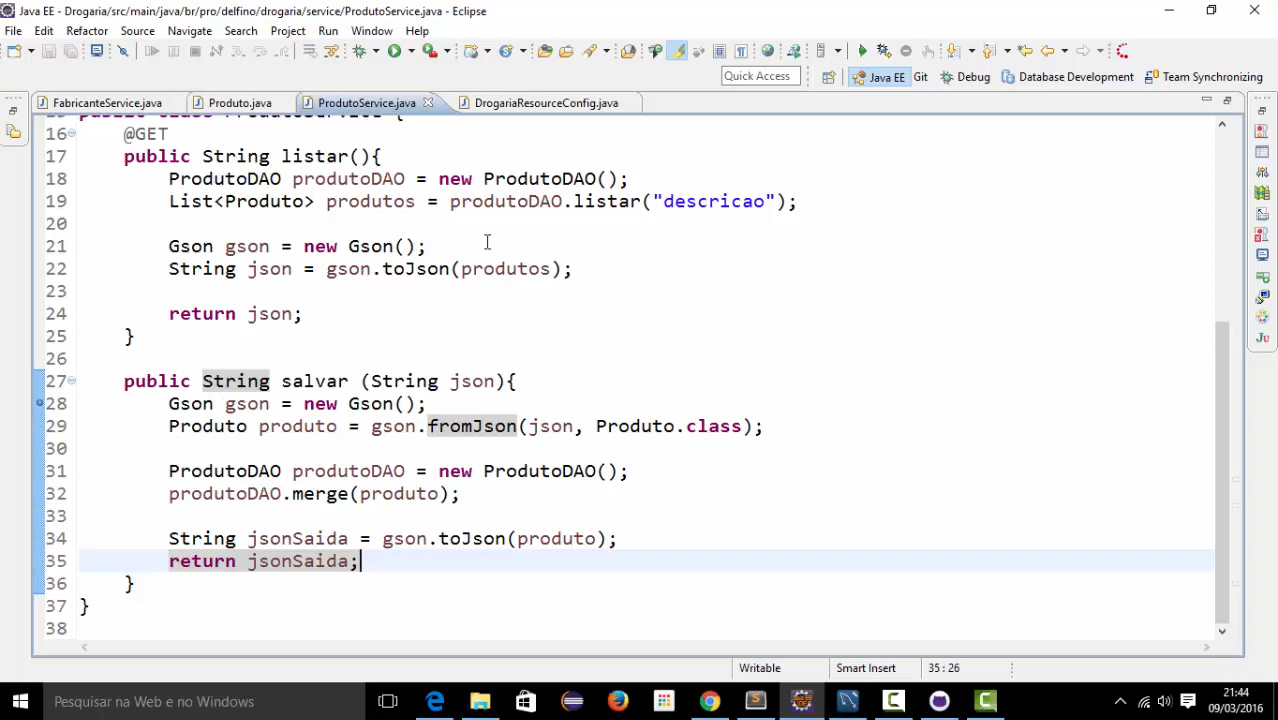 Java EE - Drogaria/src/main/java/br/pro/delfino/drogaria/service/ProdutoService.java - Eclipse
File Edit Refactor Source Navigate Search Project Run Window Help
Quick Access
Java EE Git Debug Database Development Team Synchronizing
FabricanteService.java Produto.java ProdutoService.java DrogariaResourceConfig.java
16 @GET
17 public String listar(){
18 ProdutoDAO produtoDAO = new ProdutoDAO();
19 List<Produto> produtos = produtoDAO.listar("descricao");
20
21 Gson gson = new Gson();
22 String json = gson.toJson(produtos);
23
24 return json;
25 }
26
27 public String salvar (String json){
28 Gson gson = new Gson();
29 Produto produto = gson.fromJson(json, Produto.class);
30
31 ProdutoDAO produtoDAO = new ProdutoDAO();
32 produtoDAO.merge(produto);
33
34 String jsonSaida = gson.toJson(produto);
35 return jsonSaida;
36 }
37 }
38
Writable Smart Insert 35 : 26
Pesquisar na Web e no Windows
21:44
09/03/2016